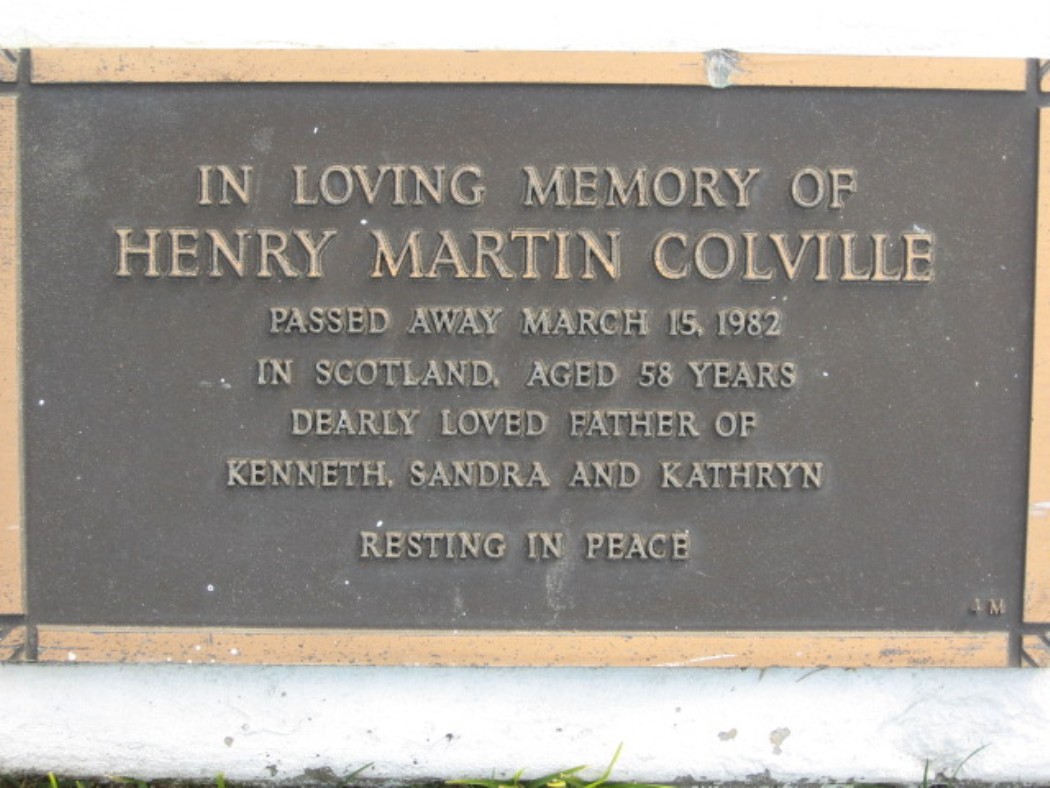 IN LOVING MEMORY OF
HENRY MARTIN COLVILLE
PASSED AWAY MARCH 15, 1982
IN SCOTLAND. AGED 58 YEARS
DEARLY LOVED FATHER OF
KENNETH, SANDRA AND KATHRYN
RESTING IN PEACE
J M